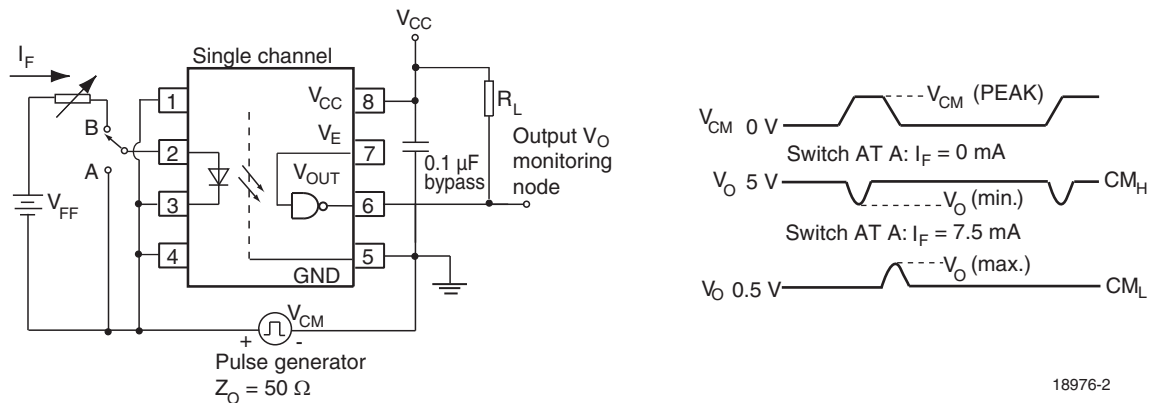 V_CC
Single channel
I_F
B
A
V_FF
1
2
3
4
V_CC
V_E
V_OUT
GND
8
7
6
5
R_L
0.1 µF
bypass
Output V_O
monitoring
node
V_CM
+ -
Pulse generator
Z_O = 50 Ω
V_CM (PEAK)
V_CM 0 V
Switch AT A: I_F = 0 mA
V_O 5 V
CM_H
V_O (min.)
Switch AT A: I_F = 7.5 mA
V_O (max.)
V_O 0.5 V
CM_L
18976-2